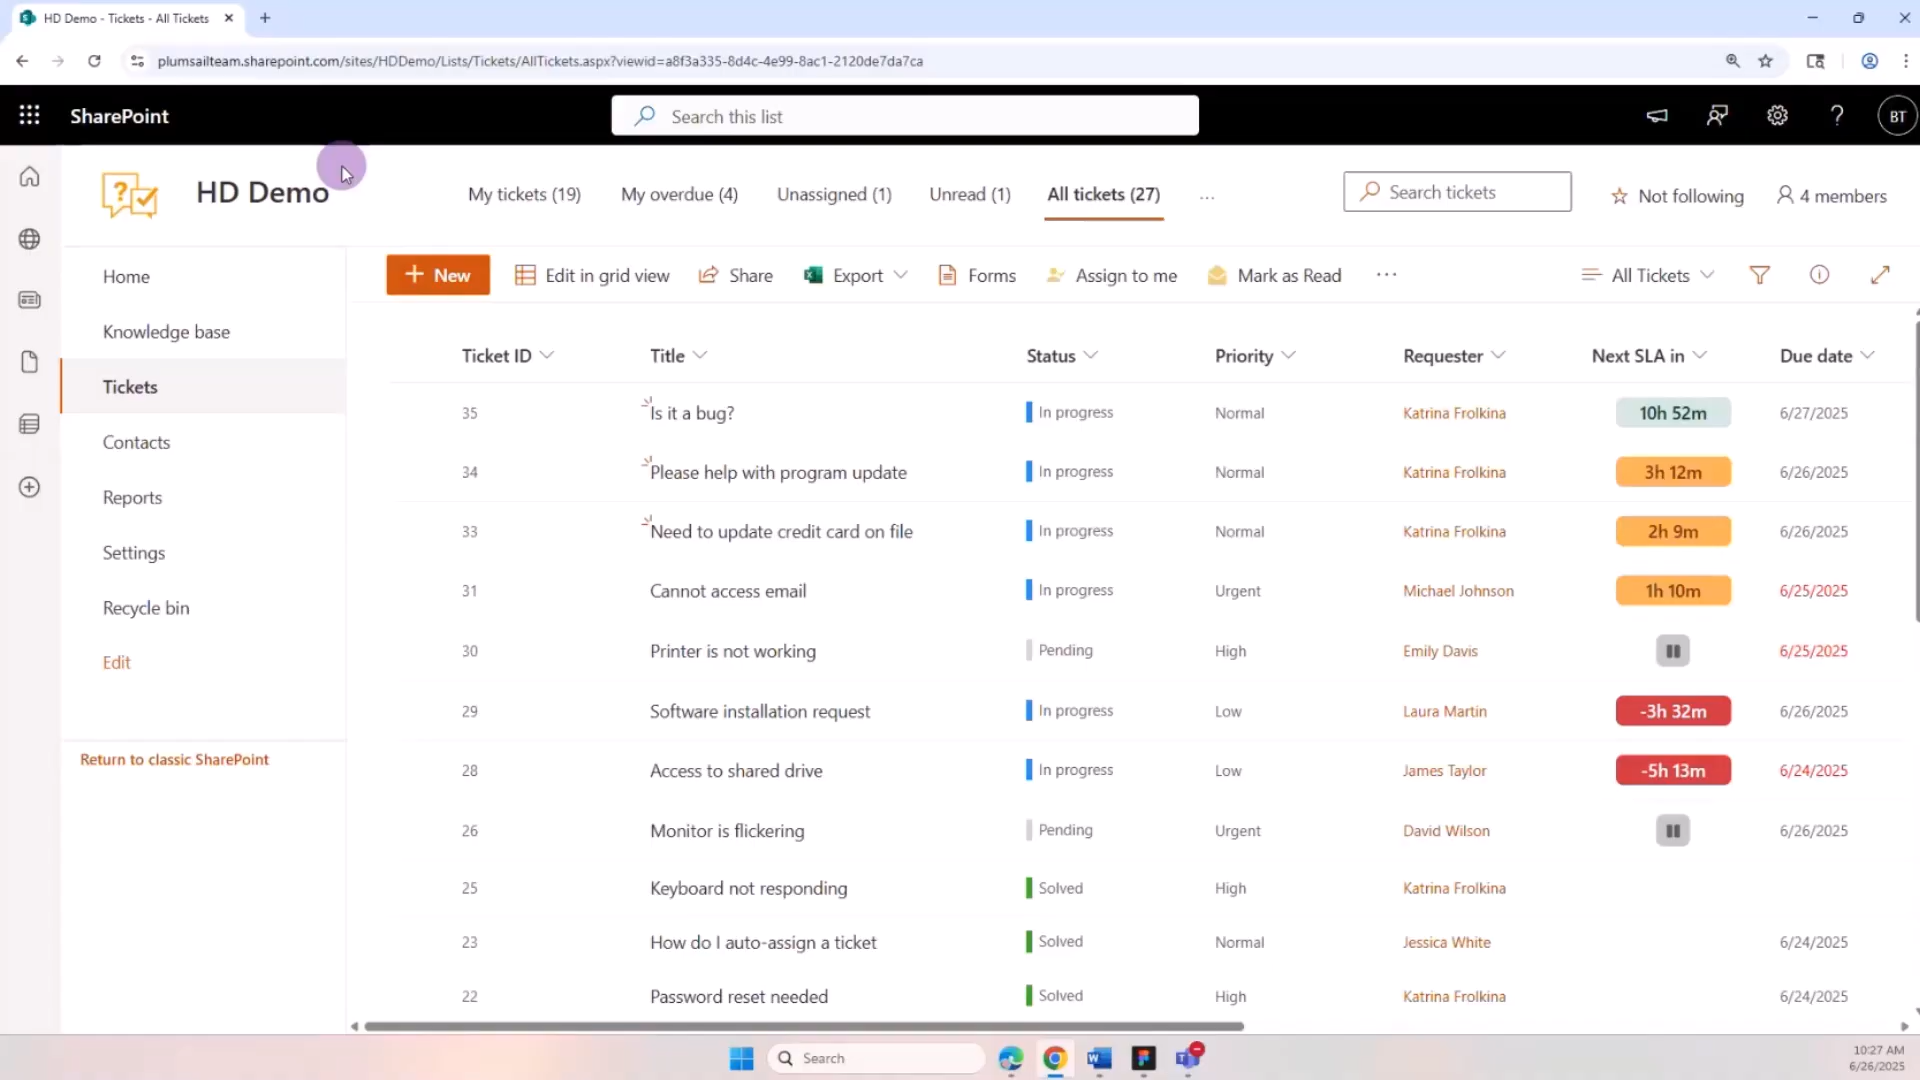 HD Demo - Tickets - All Tickets
plumsailteam.sharepoint.com/sites/HDDemo/Lists/Tickets/AllTickets.aspx?viewid=a8f3a335-8d4c-4e99-8ac1-2120de7da7ca
SharePoint
Search this list
BT
HD Demo
My tickets (19) My overdue (4) Unassigned (1) Unread (1) All tickets (27) ...
Search tickets
Not following
4 members
Home
Knowledge base
Tickets
Contacts
Reports
Settings
Recycle bin
Edit
Return to classic SharePoint
+ New Edit in grid view Share Export Forms Assign to me Mark as Read ... All Tickets
Ticket ID Title Status Priority Requester Next SLA in Due date
35 Is it a bug? In progress Normal Katrina Frolkina 10h 52m 6/27/2025
34 Please help with program update In progress Normal Katrina Frolkina 3h 12m 6/26/2025
33 Need to update credit card on file In progress Normal Katrina Frolkina 2h 9m 6/26/2025
31 Cannot access email In progress Urgent Michael Johnson 1h 10m 6/25/2025
30 Printer is not working Pending High Emily Davis 6/25/2025
29 Software installation request In progress Low Laura Martin -3h 32m 6/26/2025
28 Access to shared drive In progress Low James Taylor -5h 13m 6/24/2025
26 Monitor is flickering Pending Urgent David Wilson 6/26/2025
25 Keyboard not responding Solved High Katrina Frolkina
23 How do I auto-assign a ticket Solved Normal Jessica White 6/24/2025
22 Password reset needed Solved High Katrina Frolkina 6/24/2025
Search
10:27 AM
6/26/2025